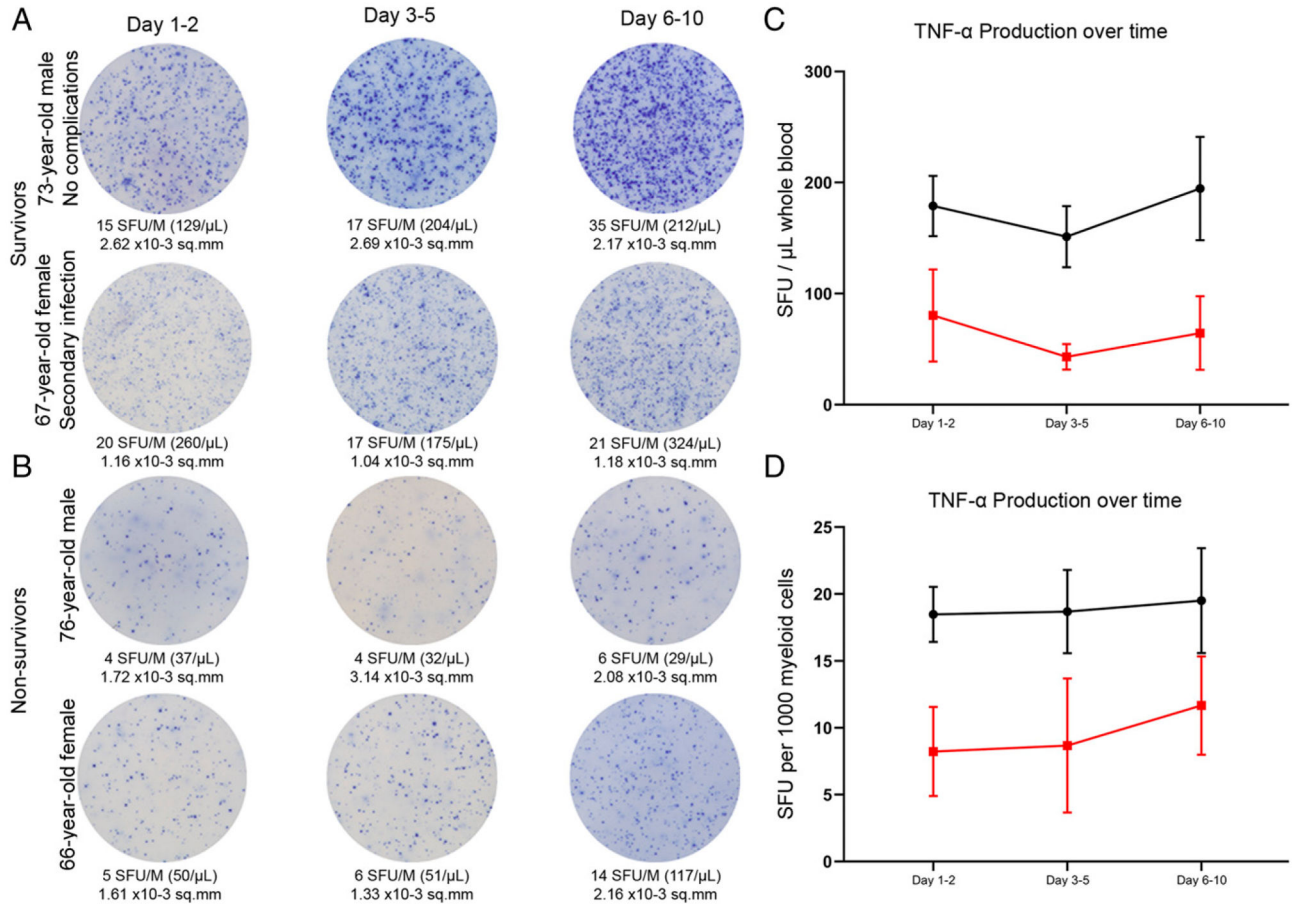 A
Day 1-2
Day 3-5
Day 6-10
Survivors
73-year-old male
No complications
15 SFU/M (129/µL)
2.62 x10-3 sq.mm
17 SFU/M (204/µL)
2.69 x10-3 sq.mm
35 SFU/M (212/µL)
2.17 x10-3 sq.mm
67-year-old female
Secondary infection
20 SFU/M (260/µL)
1.16 x10-3 sq.mm
17 SFU/M (175/µL)
1.04 x10-3 sq.mm
21 SFU/M (324/µL)
1.18 x10-3 sq.mm
B
Non-survivors
76-year-old male
4 SFU/M (37/µL)
1.72 x10-3 sq.mm
4 SFU/M (32/µL)
3.14 x10-3 sq.mm
6 SFU/M (29/µL)
2.08 x10-3 sq.mm
66-year-old female
5 SFU/M (50/µL)
1.61 x10-3 sq.mm
6 SFU/M (51/µL)
1.33 x10-3 sq.mm
14 SFU/M (117/µL)
2.16 x10-3 sq.mm
C
TNF-α Production over time
SFU / µL whole blood
300
200
100
0
Day 1-2
Day 3-5
Day 6-10
D
TNF-α Production over time
SFU per 1000 myeloid cells
25
20
15
10
5
0
Day 1-2
Day 3-5
Day 6-10